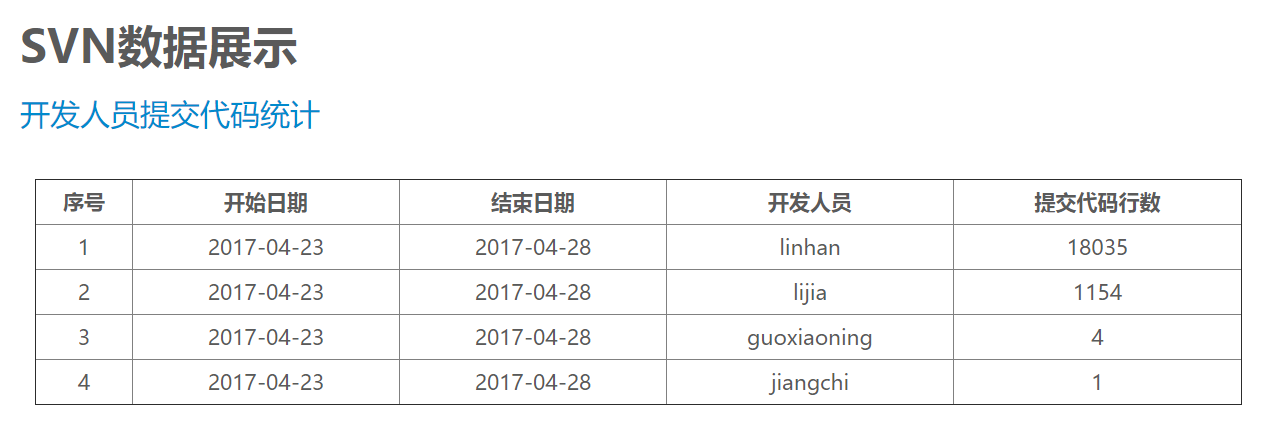 SVN数据展示
开发人员提交代码统计
序号 开始日期 结束日期 开发人员 提交代码行数
1 2017-04-23 2017-04-28 linhan 18035
2 2017-04-23 2017-04-28 lijia 1154
3 2017-04-23 2017-04-28 guoxiaoning 4
4 2017-04-23 2017-04-28 jiangchi 1